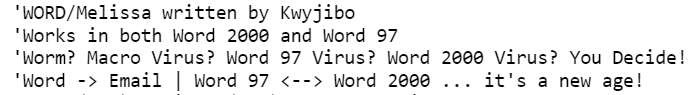 'WORD/Melissa written by Kwyjibo
'Works in both Word 2000 and Word 97
'Worm? Macro Virus? Word 97 Virus? Word 2000 Virus? You Decide!
'Word -> Email | Word 97 <--> Word 2000 ... it's a new age!